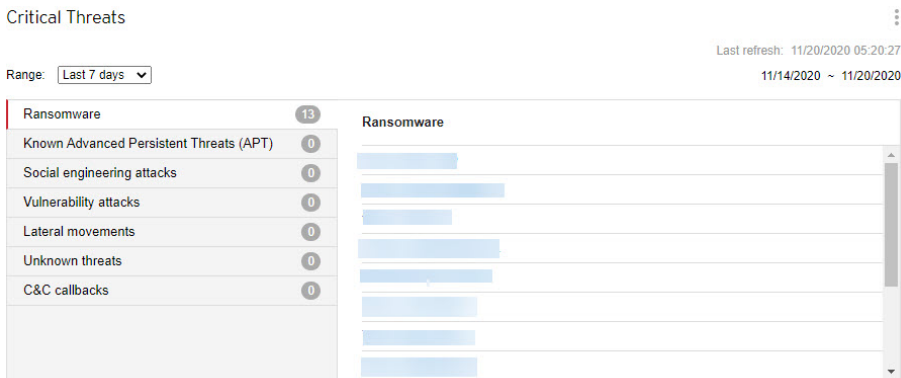 Critical Threats
Last refresh: 11/20/2020 05:20:27
Range: Last 7 days
11/14/2020 ~ 11/20/2020
Ransomware 13
Known Advanced Persistent Threats (APT) 0
Social engineering attacks 0
Vulnerability attacks 0
Lateral movements 0
Unknown threats 0
C&C callbacks 0
Ransomware